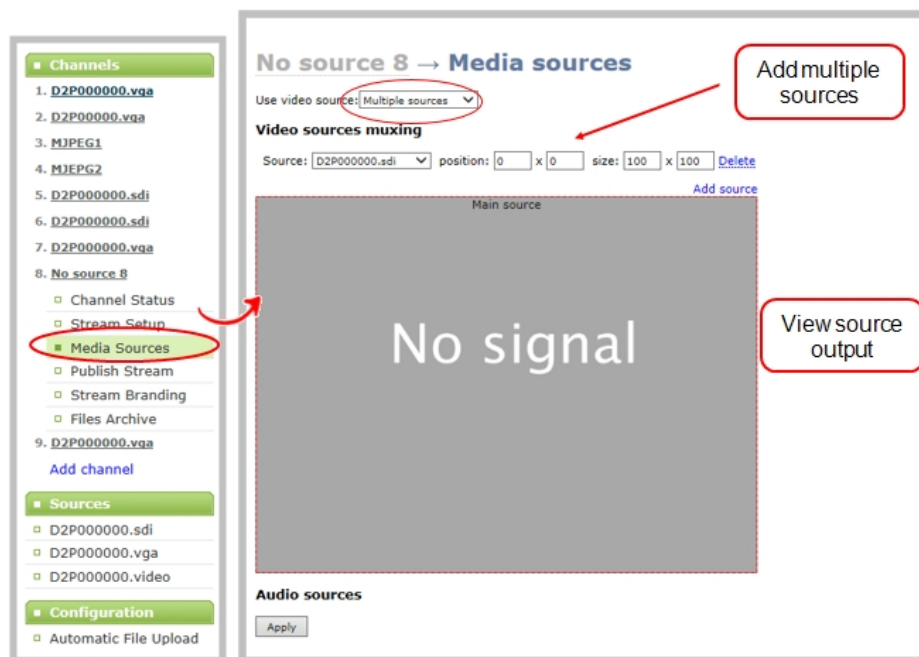 Channels
1. D2P000000.vga
2. D2P00000.vga
3. MJPEG1
4. MJEPG2
5. D2P000000.sdi
6. D2P000000.sdi
7. D2P000000.vga
8. No source 8
Channel Status
Stream Setup
Media Sources
Publish Stream
Stream Branding
Files Archive
9. D2P000000.vga
Add channel
Sources
D2P000000.sdi
D2P000000.vga
D2P000000.video
Configuration
Automatic File Upload
No source 8 → Media sources
Use video source: Multiple sources
Video sources muxing
Source: D2P000000.sdi position: 0 x 0 size: 100 x 100 Delete
Add source
Main source
No signal
Audio sources
Apply
Add multiple
sources
View source
output